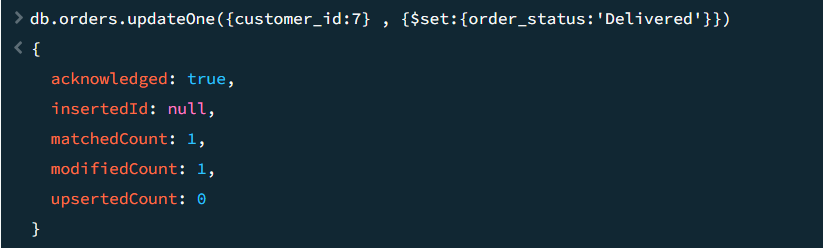 > db.orders.updateOne({customer_id:7} , {$set:{order_status:'Delivered'}})
< {
acknowledged: true,
insertedId: null,
matchedCount: 1,
modifiedCount: 1,
upsertedCount: 0
}